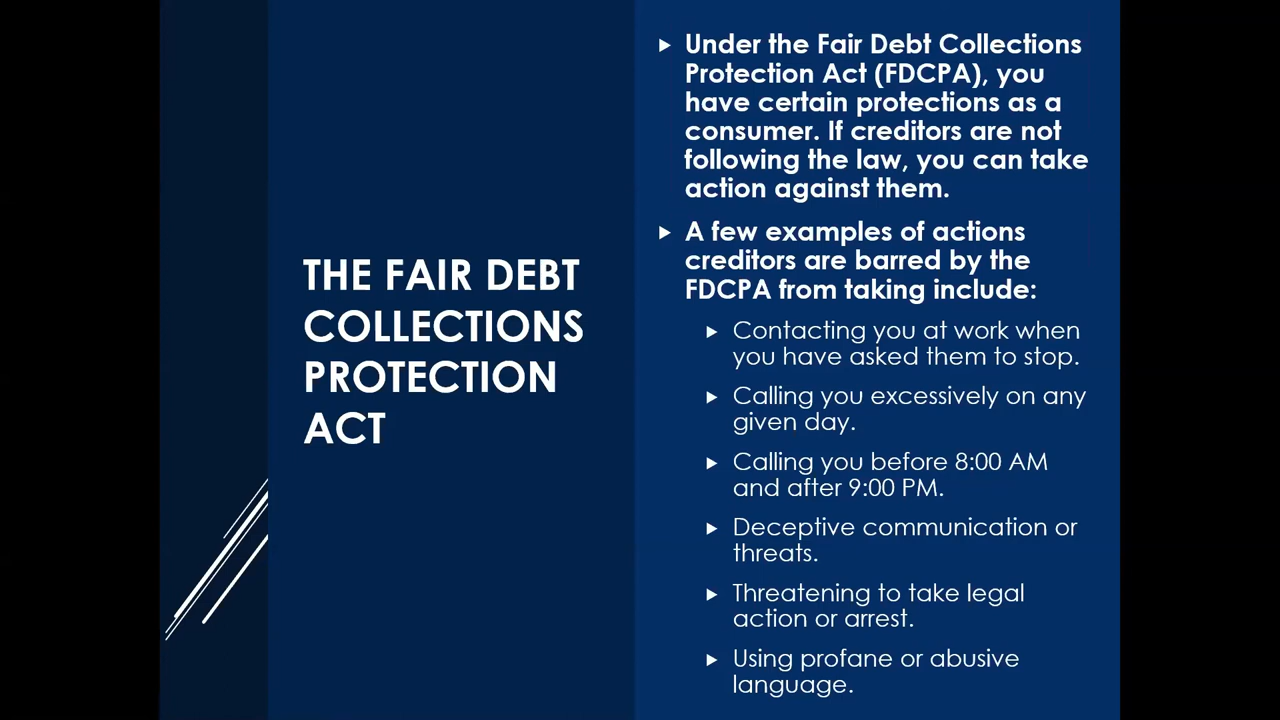 THE FAIR DEBT
COLLECTIONS
PROTECTION
ACT
Under the Fair Debt Collections
Protection Act (FDCPA), you
have certain protections as a
consumer. If creditors are not
following the law, you can take
action against them.
A few examples of actions
creditors are barred by the
FDCPA from taking include:
Contacting you at work when
you have asked them to stop.
Calling you excessively on any
given day.
Calling you before 8:00 AM
and after 9:00 PM.
Deceptive communication or
threats.
Threatening to take legal
action or arrest.
Using profane or abusive
language.